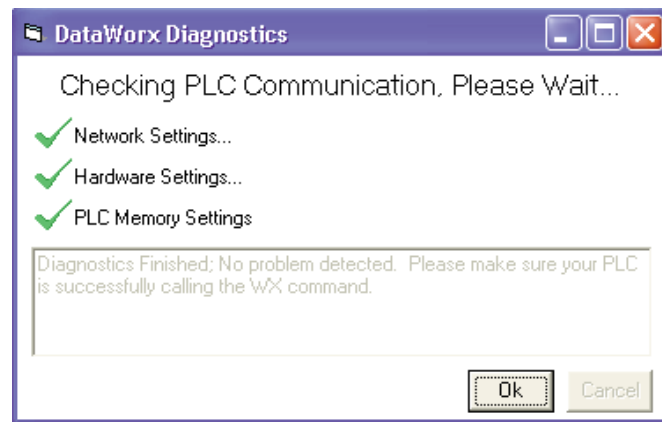 DataWorx Diagnostics
Checking PLC Communication, Please Wait...
Network Settings...
Hardware Settings...
PLC Memory Settings
Diagnostics Finished; No problem detected.  Please make sure your PLC
is successfully calling the WX command.
Ok
Cancel